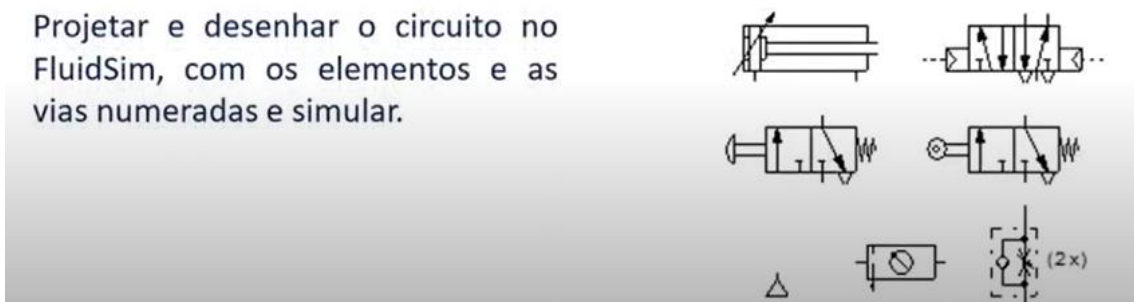 Projetar e desenhar o circuito no
FluidSim, com os elementos e as
vias numeradas e simular.
(2x)